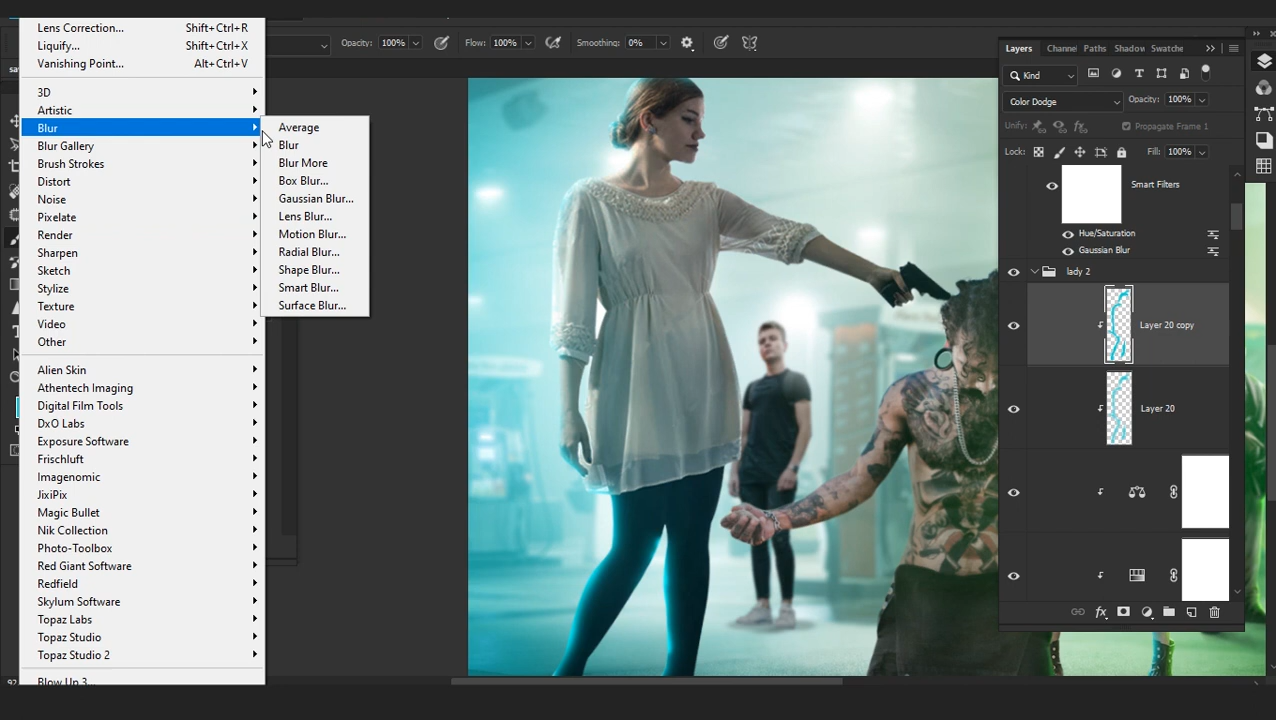 Lens Correction... Shift+Ctrl+R
Liquify... Shift+Ctrl+X
Vanishing Point... Alt+Ctrl+V
3D
Artistic
Blur
Blur Gallery
Brush Strokes
Distort
Noise
Pixelate
Render
Sharpen
Sketch
Stylize
Texture
Video
Other
Alien Skin
Athentech Imaging
Digital Film Tools
DxO Labs
Exposure Software
Frischluft
Imagenomic
JixiPix
Magic Bullet
Nik Collection
Photo-Toolbox
Red Giant Software
Redfield
Skylum Software
Topaz Labs
Topaz Studio
Topaz Studio 2
Blow Up 3...
Average
Blur
Blur More
Box Blur...
Gaussian Blur...
Lens Blur...
Motion Blur...
Radial Blur...
Shape Blur...
Smart Blur...
Surface Blur...
Opacity: 100% Flow: 100% Smoothing: 0%
Layers Channe Paths Shadow Swatche
Kind
Color Dodge Opacity: 100%
Unify: Propagate Frame 1
Lock: Fill: 100%
Smart Filters
Hue/Saturation
Gaussian Blur
lady 2
Layer 20 copy
Layer 20